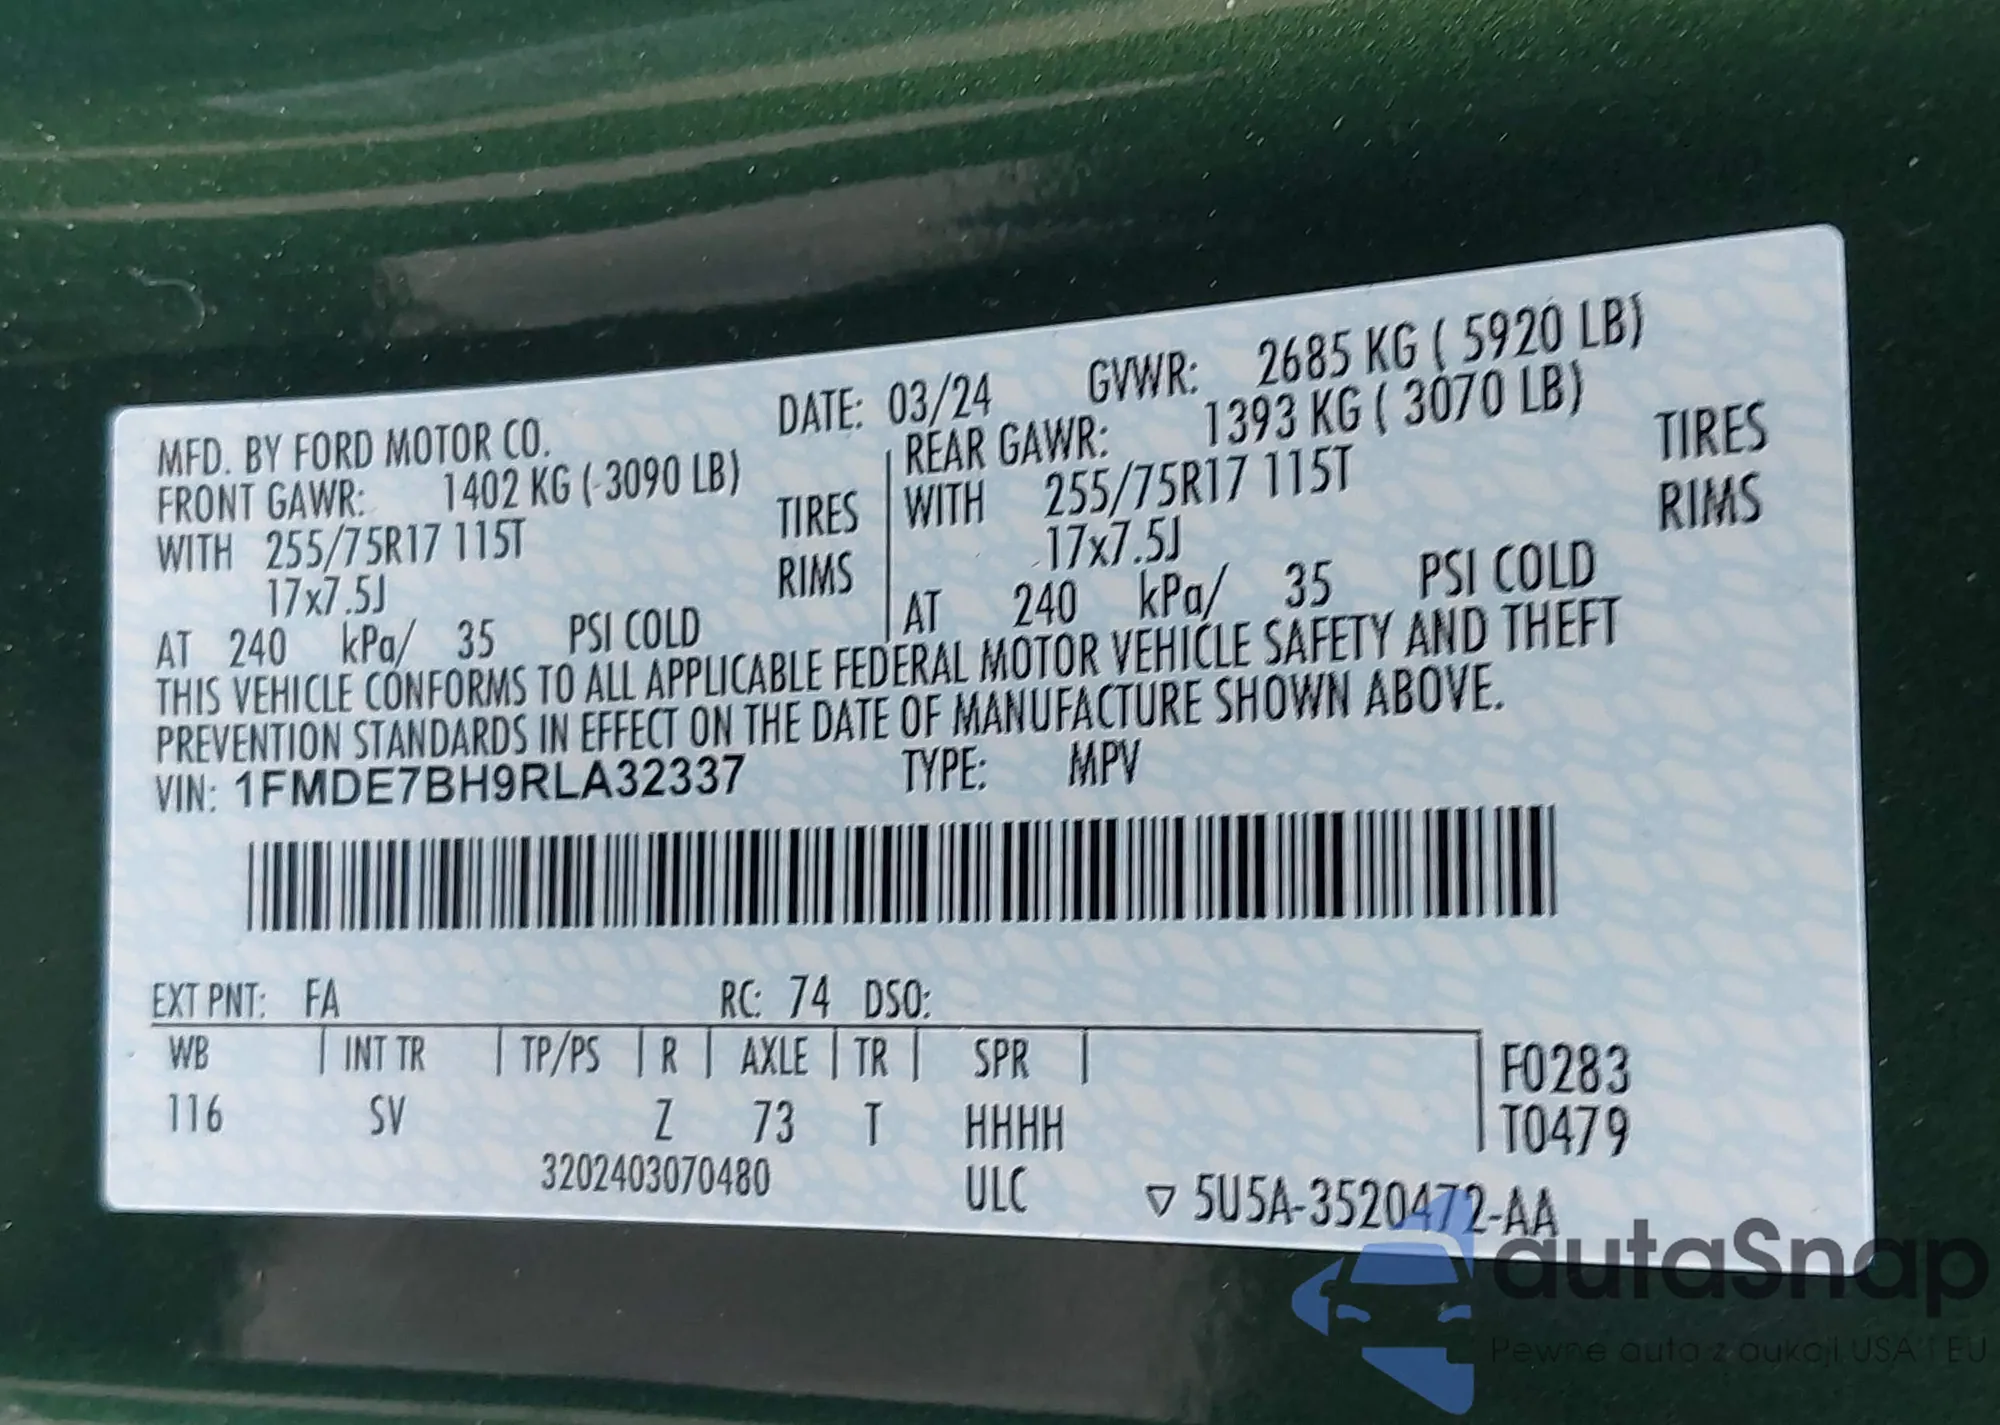 MFD. BY FORD MOTOR CO. DATE: 03/24 GVWR: 2685 KG ( 5920 LB)
FRONT GAWR: 1402 KG ( 3090 LB) REAR GAWR: 1393 KG ( 3070 LB)
WITH 255/75R17 115T TIRES WITH 255/75R17 115T TIRES
17x7.5J RIMS 17x7.5J RIMS
AT 240 kPa/ 35 PSI COLD AT 240 kPa/ 35 PSI COLD
THIS VEHICLE CONFORMS TO ALL APPLICABLE FEDERAL MOTOR VEHICLE SAFETY AND THEFT
PREVENTION STANDARDS IN EFFECT ON THE DATE OF MANUFACTURE SHOWN ABOVE.
VIN: 1FMDE7BH9RLA32337 TYPE: MPV
EXT PNT: FA RC: 74 DSO:
WB INT TR TP/PS R AXLE TR SPR F0283
116 SV Z 73 T HHHH T0479
3202403070480 ULC ▽ 5U5A-3520472-AA
autaSnap
Pewne auta z aukcji USA i EU